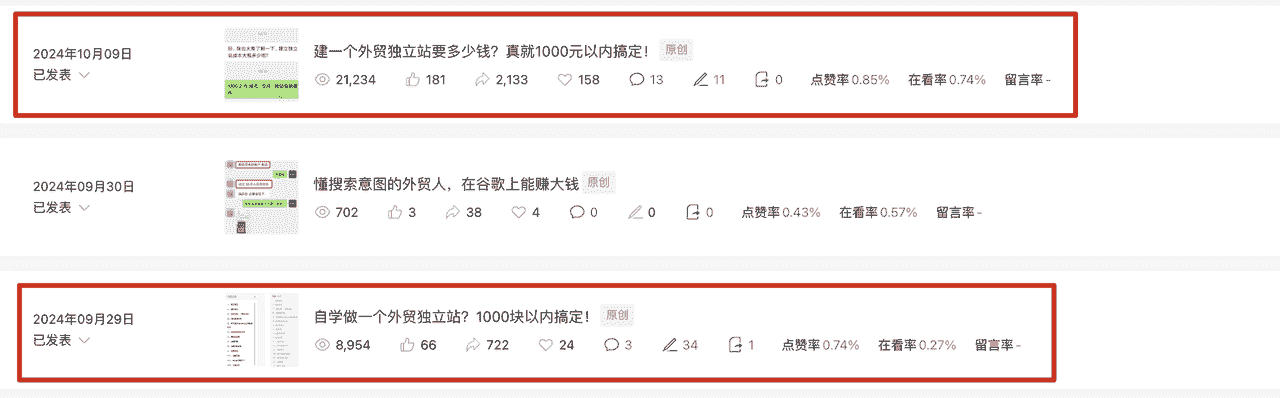 2024年10月09日
已发表
建一个外贸独立站要多少钱？真就1000元以内搞定！ 原创
21,234 181 2,133 158 13 11 0 点赞率 0.85% 在看率 0.74% 留言率 -
2024年09月30日
已发表
懂搜索意图的外贸人，在谷歌上能赚大钱 原创
702 3 38 4 0 0 0 点赞率 0.43% 在看率 0.57% 留言率 -
2024年09月29日
已发表
自学做一个外贸独立站？1000块以内搞定！ 原创
8,954 66 722 24 3 34 1 点赞率 0.74% 在看率 0.27% 留言率 -